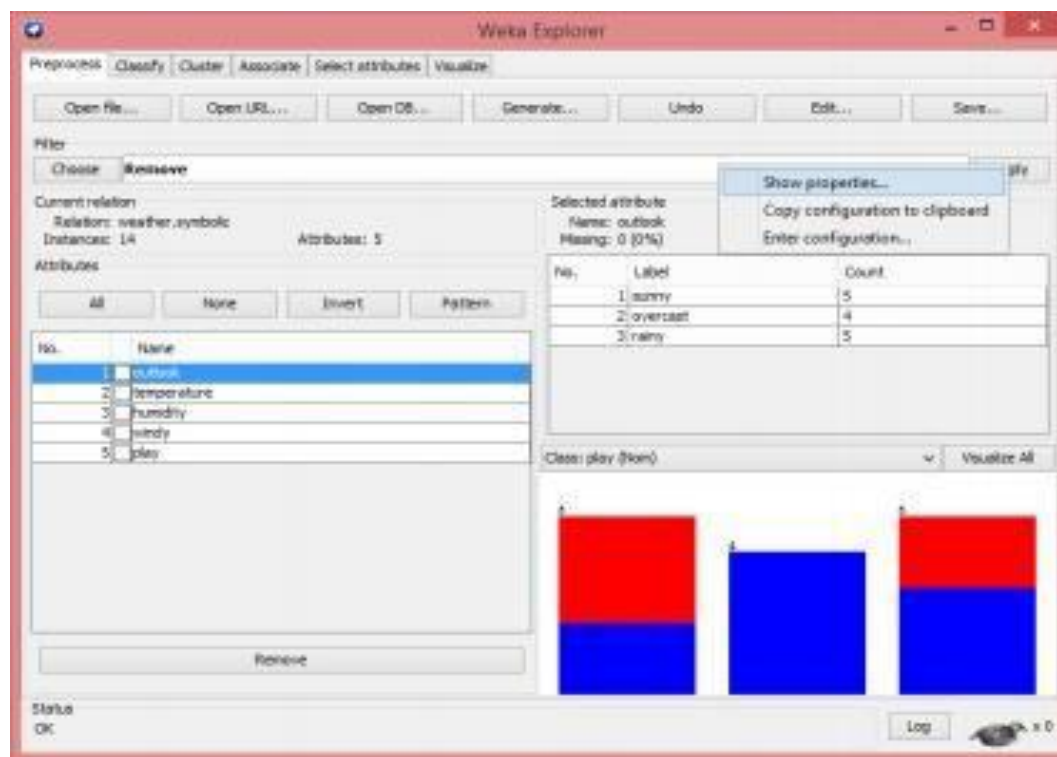 Weka Explorer
Preprocess Classify Cluster Associate Select attributes Visualize
Open file... Open URL... Open DB... Generate... Undo Edit... Save...
Filter
Choose Remove
Show properties...
Copy configuration to clipboard
Enter configuration...
Current relation
Relation: weather.symbolic
Instances: 14 Attributes: 5
Selected attribute
Name: outlook
Missing: 0 (0%)
Attributes
All None Invert Pattern
No. Name
1 outlook
2 temperature
3 humidity
4 windy
5 play
Remove
No. Label Count
1 sunny 5
2 overcast 4
3 rainy 5
Class: play (Nom) Visualize All
4
Status
OK
Log x 0